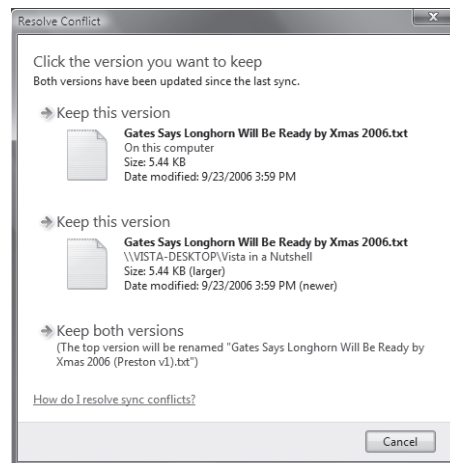 Resolve Conflict
Click the version you want to keep
Both versions have been updated since the last sync.
Keep this version
Gates Says Longhorn Will Be Ready by Xmas 2006.txt
On this computer
Size: 5.44 KB
Date modified: 9/23/2006 3:59 PM
Keep this version
Gates Says Longhorn Will Be Ready by Xmas 2006.txt
\\VISTA-DESKTOP\Vista in a Nutshell
Size: 5.44 KB (larger)
Date modified: 9/23/2006 3:59 PM (newer)
Keep both versions
(The top version will be renamed "Gates Says Longhorn Will Be Ready by
Xmas 2006 (Preston v1).txt")
How do I resolve sync conflicts?
Cancel